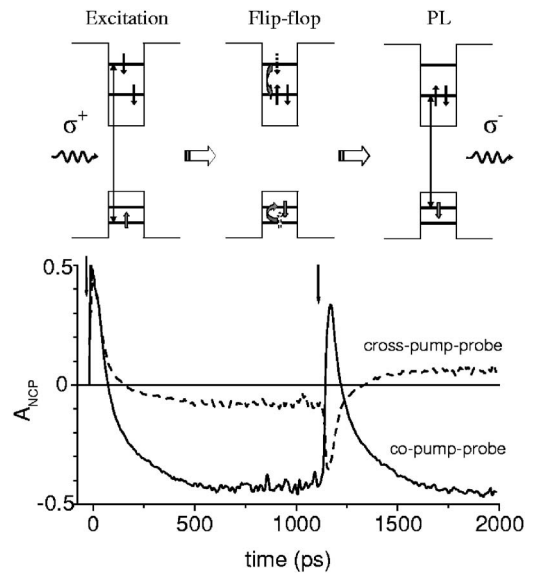 Excitation Flip-flop PL
σ+ σ-
0.5
cross-pump-probe
0
A_NCP
co-pump-probe
-0.5
0 500 1000 1500 2000
time (ps)